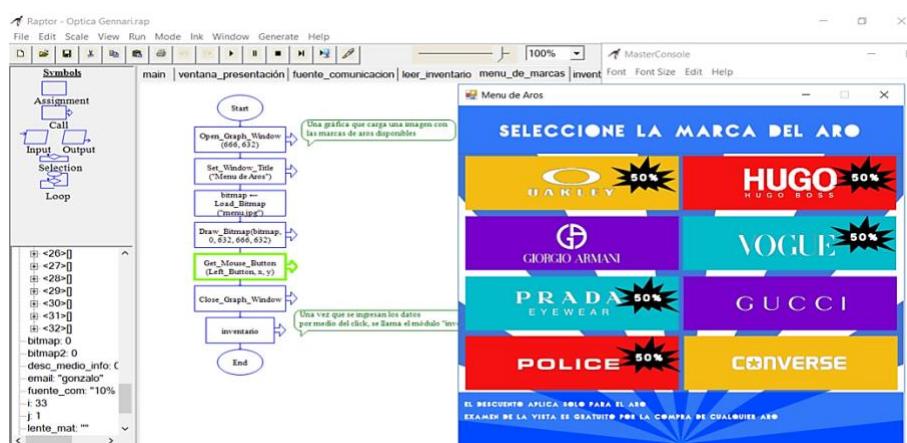 Raptor - Optica Gennari.rap
File Edit Scale View Run Mode Ink Window Generate Help
100%
MasterConsole
Font Font Size Edit Help
Symbols
Assignment
Call
Input Output
Selection
Loop
main ventana_presentación fuente_comunicacion leer_inventario menu_de_marcas invent
Start
Open_Graph_Window
(666, 632)
Una gráfica que carga una imagen con
las marcas de aros disponibles
Set_Window_Title
("Menu de Aros")
bitmap ←
Load_Bitmap
("menu.jpg")
Draw_Bitmap(bitmap,
0, 632, 666, 632)
Get_Mouse_Button
(Left_Button, x, y)
Close_Graph_Window
Una vez que se ingresan los datos
por medio del click, se llama el módulo "inv
inventario
End
<26>[]
<27>[]
<28>[]
<29>[]
<30>[]
<31>[]
<32>[]
bitmap: 0
bitmap2: 0
desc_medio_info: 0
email: "gonzalo"
fuente_com: "10%
i: 33
j: 1
lente_mat: ""
Menu de Aros
SELECCIONE LA MARCA DEL ARO
OAKLEY 50%
HUGO 50%
HUGO BOSS
GIORGIO ARMANI
VOGUE 50%
PRADA 50%
EYEWEAR
GUCCI
POLICE 50%
CONVERSE
EL DESCUENTO APLICA SOLO PARA EL ARO
EXAMEN DE LA VISTA ES GRATUITO POR LA COMPRA DE CUALQUIER ARO